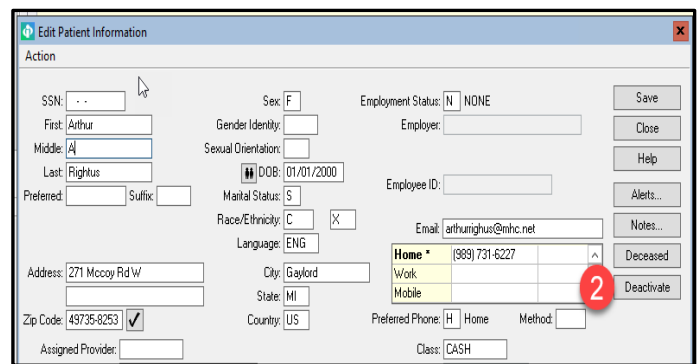 Edit Patient Information
Action
SSN: - - Sex: F Employment Status: N NONE Save
First: Arthur Gender Identity: Employer: Close
Middle: A Sexual Orientation: Help
Last: Rightus DOB: 01/01/2000 Employee ID:
Preferred: Suffix: Marital Status: S Alerts...
Race/Ethnicity: C X Email: arthurrighus@mhc.net Notes...
Language: ENG Home * (989) 731-6227 Deceased
Address: 271 Mccoy Rd W City: Gaylord Work 2 Deactivate
State: MI Mobile
Zip Code: 49735-8253 Country: US Preferred Phone: H Home Method:
Assigned Provider: Class: CASH